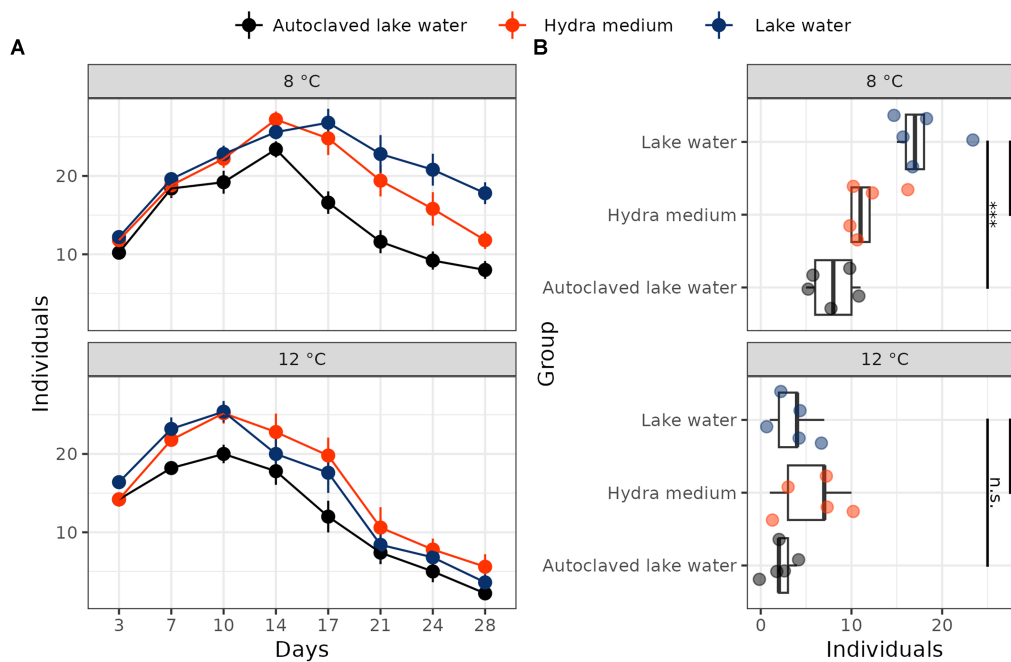 Autoclaved lake water Hydra medium Lake water
A
8 °C
20
10
12 °C
20
10
3 7 10 14 17 21 24 28
Days
Individuals
B
8 °C
Lake water
Hydra medium
Autoclaved lake water
***
12 °C
Lake water
Hydra medium
Autoclaved lake water
n.s.
0 10 20
Individuals
Group